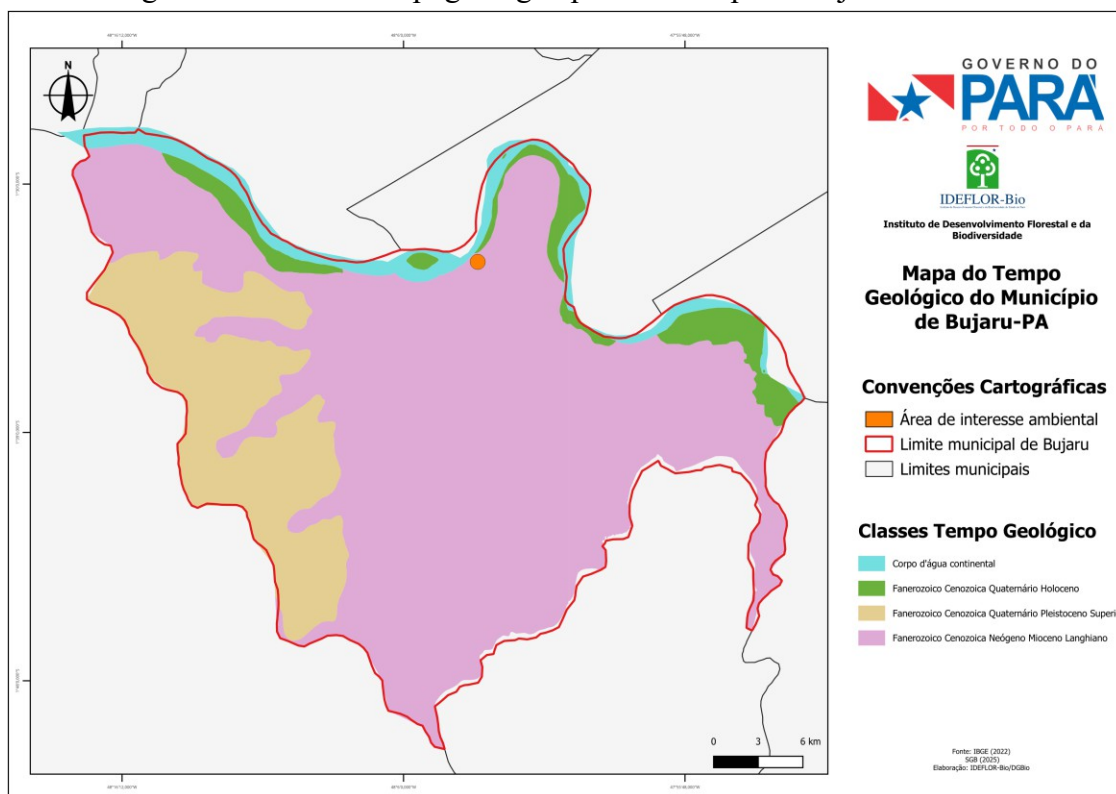 N
GOVERNO DO
PARÁ
POR TODO O PARÁ
IDEFLOR-Bio
Instituto de Desenvolvimento Florestal e da
Biodiversidade
Mapa do Tempo
Geológico do Município
de Bujaru-PA
Convenções Cartográficas
Área de interesse ambiental
Limite municipal de Bujaru
Limites municipais
Classes Tempo Geológico
Corpo d'água continental
Fanerozoico Cenozoica Quaternário Holoceno
Fanerozoico Cenozoica Quaternário Pleistoceno Superi
Fanerozoico Cenozoica Neógeno Mioceno Langhiano
0 3 6 km
Fonte: IBGE (2022)
SGB (2025)
Elaboração: IDEFLOR-Bio/DGBio